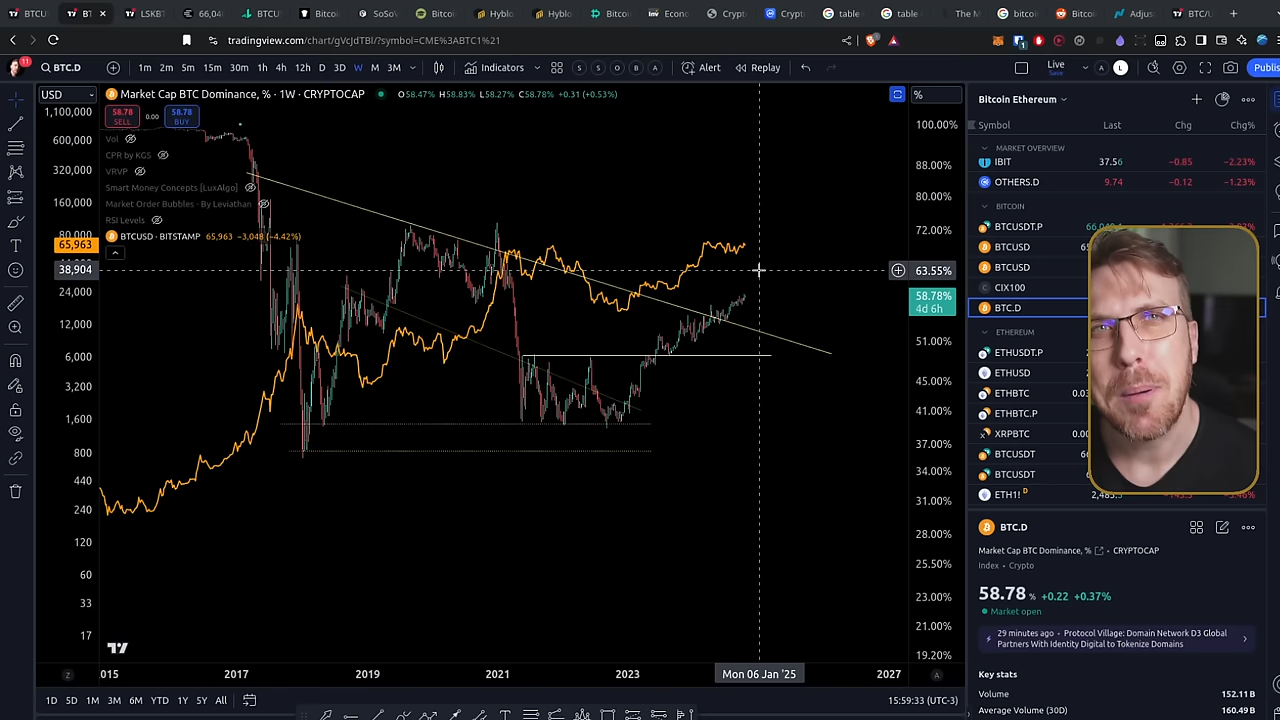 BTCU
BT
LSKBT
66,04
BTCU
Bitcoi
SoSoV
Bitcoi
Hyblo
Hyblo
Bitcoi
Inv Econo
Crypto
Crypt
table
table
The M
bitcoi
Bitco
Adjus
BTC/U
tradingview.com/chart/gVcJdTBI/?symbol=CME%3ABTC1%21
11
BTC.D
1m 2m 5m 15m 30m 1h 4h 12h D 3D W M 3M
Indicators
S S O B A
Alert
Replay
Live
Save
A L
Publis
USD
Market Cap BTC Dominance, % · 1W · CRYPTOCAP
O58.47% H58.83% L58.27% C58.78% +0.31 (+0.53%)
%
58.78
SELL
0.00
58.78
BUY
Vol
CPR by KGS
VRVP
Smart Money Concepts [LuxAlgo]
Market Order Bubbles - By Leviathan
RSI Levels
BTCUSD · BITSTAMP 65,963 −3,048 (−4.42%)
1,100,000
600,000
320,000
160,000
80,000
65,963
38,904
24,000
12,000
6,000
3,200
1,600
800
440
240
120
60
33
17
100.00%
88.00%
80.00%
72.00%
63.55%
58.78%
4d 6h
51.00%
45.00%
41.00%
37.00%
34.00%
31.00%
28.00%
25.50%
23.00%
21.00%
19.20%
015 2017 2019 2021 2023 Mon 06 Jan '25 2027
Z
A
1D 5D 1M 3M 6M YTD 1Y 5Y All
15:59:33 (UTC-3)
Bitcoin Ethereum
Symbol Last Chg Chg%
MARKET OVERVIEW
IBIT 37.56 −0.85 −2.23%
OTHERS.D 9.74 −0.12 −1.23%
BITCOIN
BTCUSDT.P
BTCUSD
BTCUSD
CIX100
BTC.D
ETHEREUM
ETHUSDT.P
ETHUSD
ETHBTC 0.03
ETHBTC.P
XRPBTC 0.00
BTCUSDT
BTCUSDT
ETH1! D
BTC.D
Market Cap BTC Dominance, % • CRYPTOCAP
Index • Crypto
58.78 % +0.22 +0.37%
Market open
29 minutes ago • Protocol Village: Domain Network D3 Global
Partners With Identity Digital to Tokenize Domains
Key stats
Volume 152.11 B
Average Volume (30D) 160.49 B